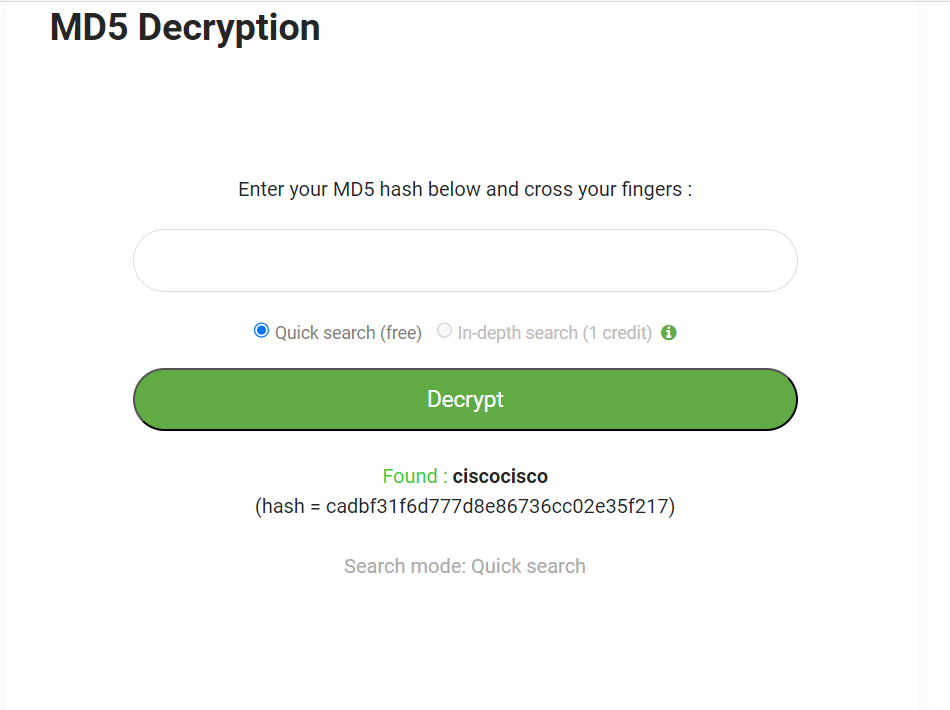 MD5 Decryption
Enter your MD5 hash below and cross your fingers :
Quick search (free) In-depth search (1 credit)
Decrypt
Found : ciscocisco
(hash = cadbf31f6d777d8e86736cc02e35f217)
Search mode: Quick search